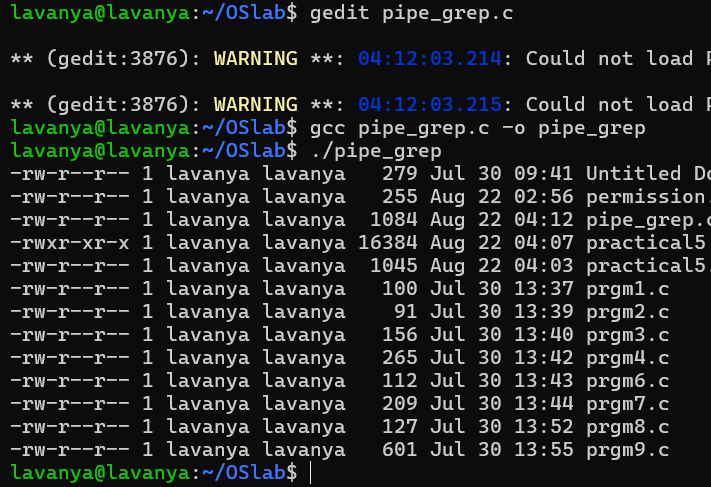 lavanya@lavanya:~/OSlab$ gedit pipe_grep.c
** (gedit:3876): WARNING **: 04:12:03.214: Could not load
** (gedit:3876): WARNING **: 04:12:03.215: Could not load
lavanya@lavanya:~/OSlab$ gcc pipe_grep.c -o pipe_grep
lavanya@lavanya:~/OSlab$ ./pipe_grep
-rw-r--r-- 1 lavanya lavanya 279 Jul 30 09:41 Untitled Do
-rw-r--r-- 1 lavanya lavanya 255 Aug 22 02:56 permission.
-rw-r--r-- 1 lavanya lavanya 1084 Aug 22 04:12 pipe_grep.c
-rwxr-xr-x 1 lavanya lavanya 16384 Aug 22 04:07 practical5
-rw-r--r-- 1 lavanya lavanya 1045 Aug 22 04:03 practical5.
-rw-r--r-- 1 lavanya lavanya 100 Jul 30 13:37 prgm1.c
-rw-r--r-- 1 lavanya lavanya 91 Jul 30 13:39 prgm2.c
-rw-r--r-- 1 lavanya lavanya 156 Jul 30 13:40 prgm3.c
-rw-r--r-- 1 lavanya lavanya 265 Jul 30 13:42 prgm4.c
-rw-r--r-- 1 lavanya lavanya 112 Jul 30 13:43 prgm6.c
-rw-r--r-- 1 lavanya lavanya 209 Jul 30 13:44 prgm7.c
-rw-r--r-- 1 lavanya lavanya 127 Jul 30 13:52 prgm8.c
-rw-r--r-- 1 lavanya lavanya 601 Jul 30 13:55 prgm9.c
lavanya@lavanya:~/OSlab$